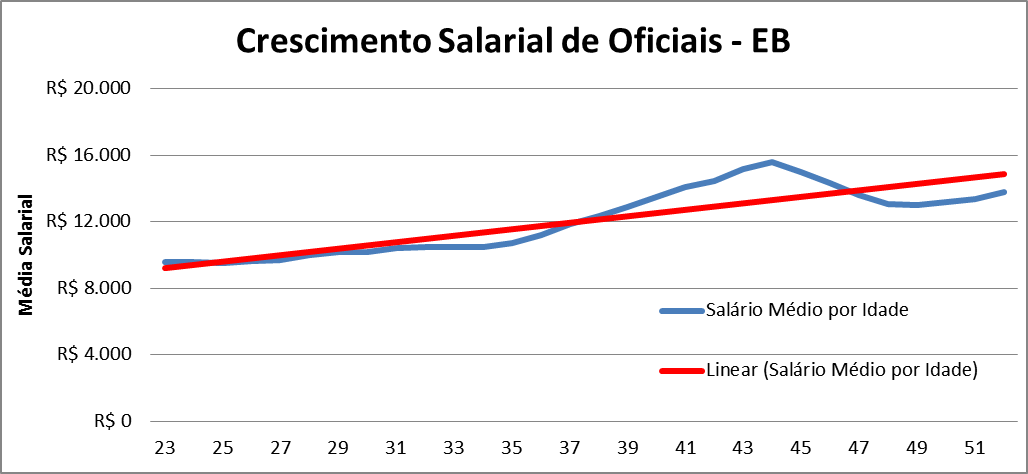 Crescimento Salarial de Oficiais - EB
R$ 20.000
R$ 16.000
R$ 12.000
R$ 8.000
R$ 4.000
R$ 0
Média Salarial
Salário Médio por Idade
Linear (Salário Médio por Idade)
23 25 27 29 31 33 35 37 39 41 43 45 47 49 51